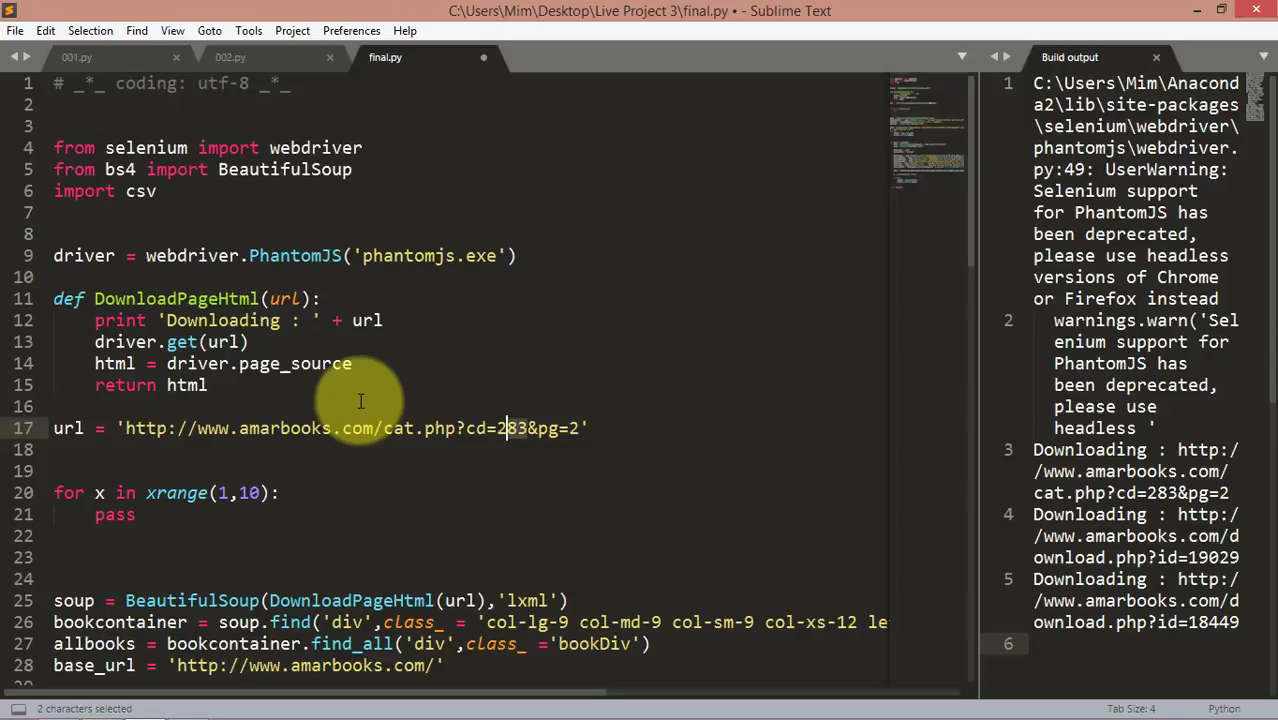 C:\Users\Mim\Desktop\Live Project 3\final.py • - Sublime Text
File Edit Selection Find View Goto Tools Project Preferences Help
001.py 002.py final.py Build output
1 # _*_ coding: utf-8 _*_
2
3
4 from selenium import webdriver
5 from bs4 import BeautifulSoup
6 import csv
7
8
9 driver = webdriver.PhantomJS('phantomjs.exe')
10
11 def DownloadPageHtml(url):
12 print 'Downloading : ' + url
13 driver.get(url)
14 html = driver.page_source
15 return html
16
17 url = 'http://www.amarbooks.com/cat.php?cd=283&pg=2'
18
19
20 for x in xrange(1,10):
21 pass
22
23
24
25 soup = BeautifulSoup(DownloadPageHtml(url),'lxml')
26 bookcontainer = soup.find('div',class_ = 'col-lg-9 col-md-9 col-sm-9 col-xs-12 le
27 allbooks = bookcontainer.find_all('div',class_ ='bookDiv')
28 base_url = 'http://www.amarbooks.com/'
1 C:\Users\Mim\Anacond
a2\lib\site-packages
\selenium\webdriver\
phantomjs\webdriver.
py:49: UserWarning:
Selenium support
for PhantomJS has
been deprecated,
please use headless
versions of Chrome
or Firefox instead
2 warnings.warn('Sel
enium support for
PhantomJS has
been deprecated,
please use
headless '
3 Downloading : http:/
/www.amarbooks.com/
cat.php?cd=283&pg=2
4 Downloading : http:/
/www.amarbooks.com/d
ownload.php?id=19029
5 Downloading : http:/
/www.amarbooks.com/d
ownload.php?id=18449
6
2 characters selected Tab Size: 4 Python